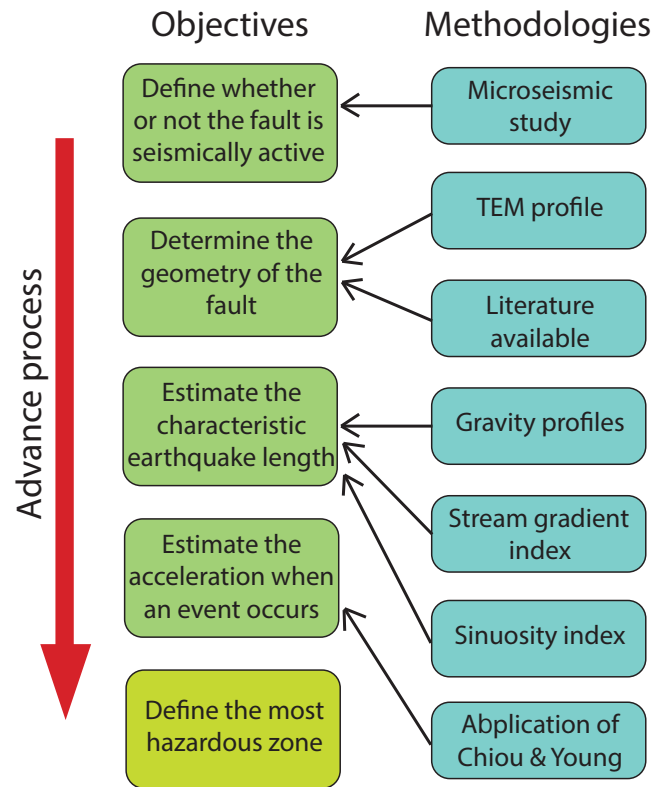 Objectives
Methodologies
Advance process
Define whether
or not the fault is
seismically active
Microseismic
study
Determine the
geometry of the
fault
TEM profile
Literature
available
Estimate the
characteristic
earthquake length
Gravity profiles
Stream gradient
index
Sinuosity index
Estimate the
acceleration when
an event occurs
Abplication of
Chiou & Young
Define the most
hazardous zone